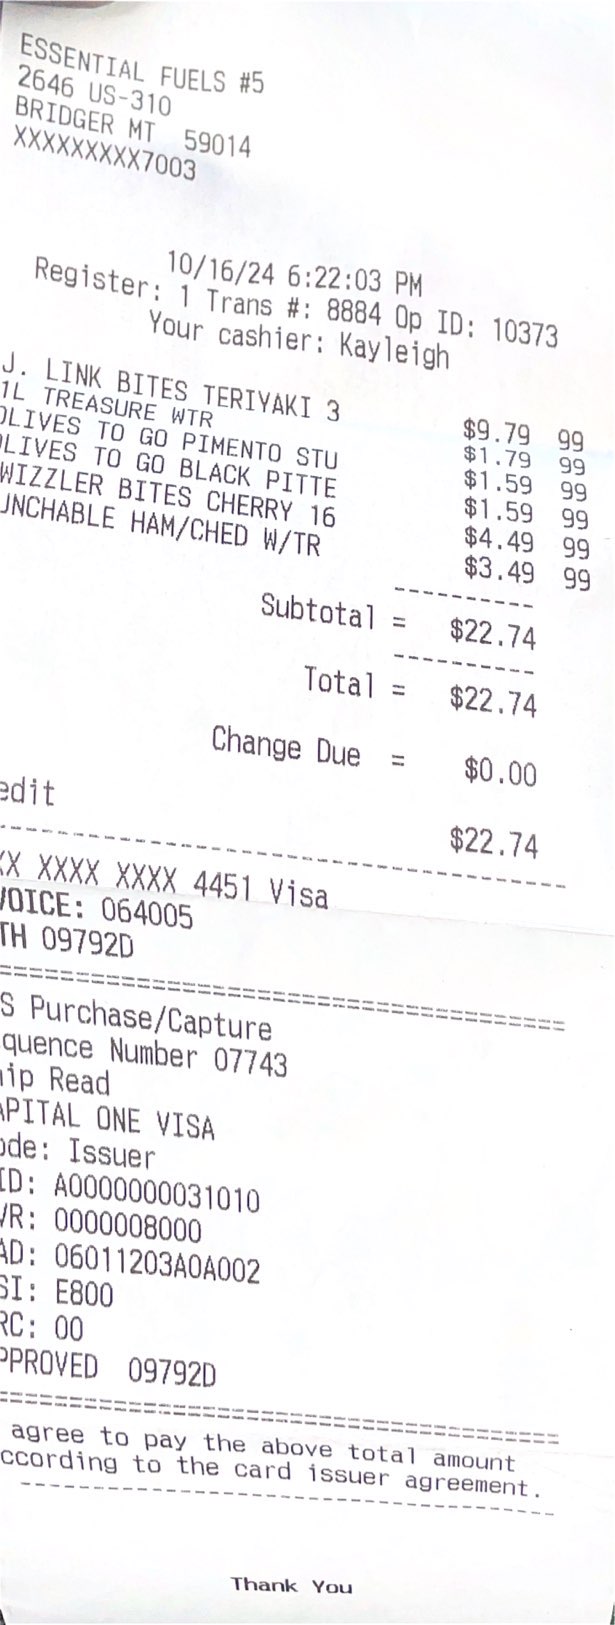 ESSENTIAL FUELS #5
2646 US-310
BRIDGER MT 59014
XXXXXXXXX7003
10/16/24 6:22:03 PM
Register: 1 Trans #: 8884 Op ID: 10373
Your cashier: Kayleigh
J. LINK BITES TERIYAKI 3 $9.79 99
1L TREASURE WTR $1.79 99
OLIVES TO GO PIMENTO STU $1.59 99
LIVES TO GO BLACK PITTE $1.59 99
WIZZLER BITES CHERRY 16 $4.49 99
UNCHABLE HAM/CHED W/TR $3.49 99
Subtotal = $22.74
Total = $22.74
Change Due = $0.00
edit $22.74
XX XXXX XXXX 4451 Visa
VOICE: 064005
TH 09792D
S Purchase/Capture
quence Number 07743
ip Read
APITAL ONE VISA
ode: Issuer
ID: A0000000031010
VR: 0000008000
AD: 06011203A0A002
SI: E800
RC: 00
PPROVED 09792D
agree to pay the above total amount
ccording to the card issuer agreement.
Thank You